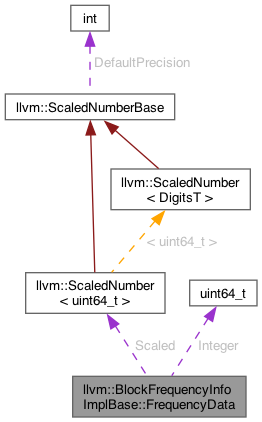 int
DefaultPrecision
llvm::ScaledNumberBase
llvm::ScaledNumber
< DigitsT >
< uint64_t >
llvm::ScaledNumber
< uint64_t >
uint64_t
Scaled
Integer
llvm::BlockFrequencyInfo
ImplBase::FrequencyData